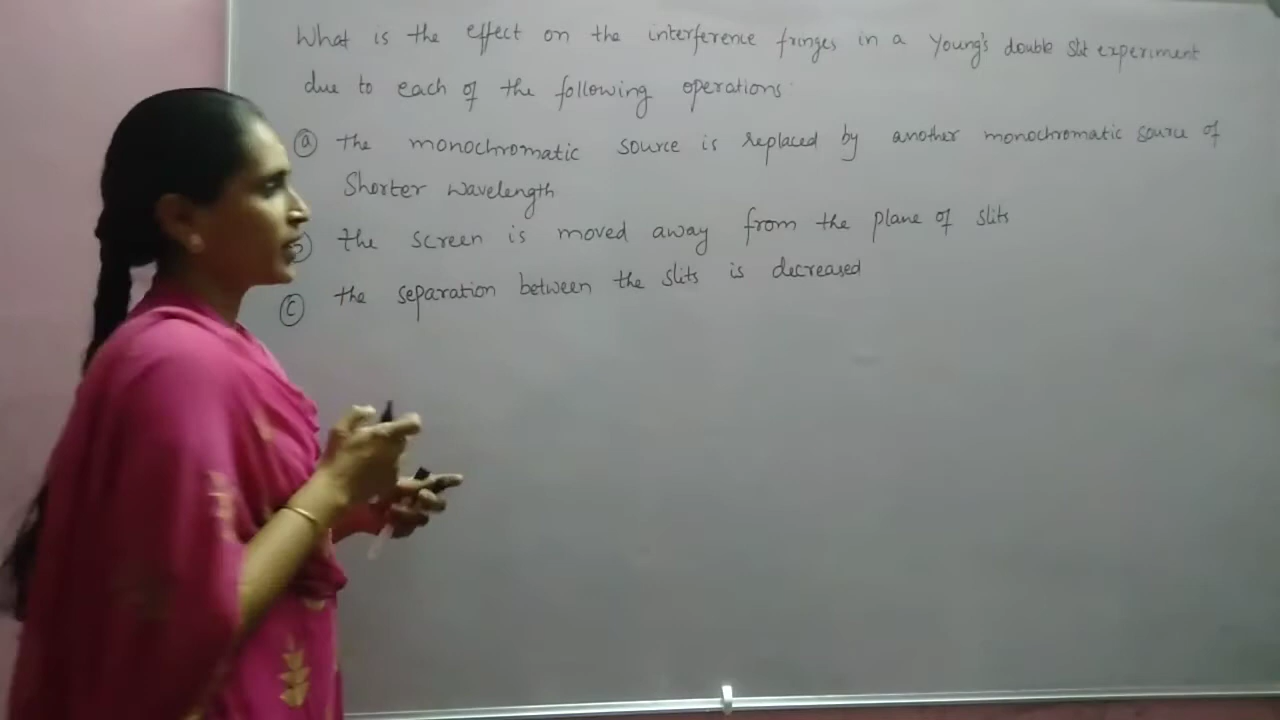 What is the effect on the interference fringes in a Young's double slit experiment
due to each of the following operations
(a) the monochromatic source is replaced by another monochromatic source of
Shorter wavelength
the screen is moved away from the plane of slits
(c) the separation between the slits is decreased